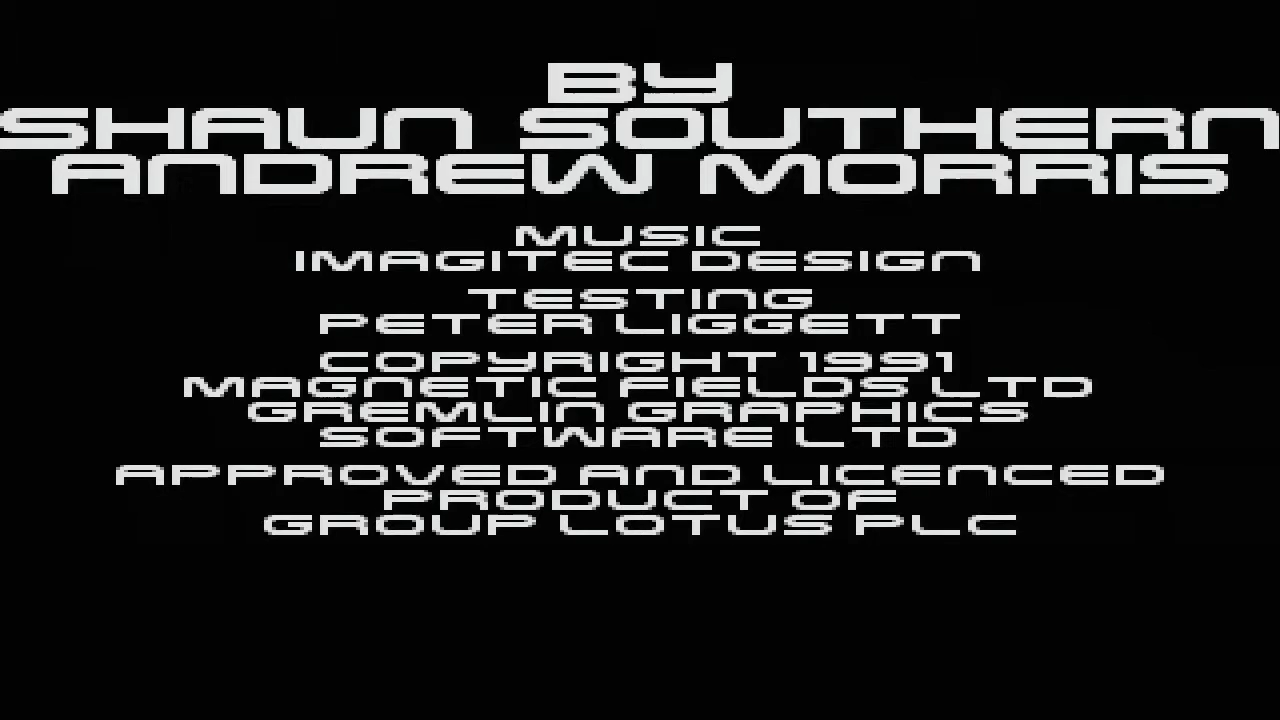 BY
SHAUN SOUTHERN
ANDREW MORRIS
MUSIC
IMAGITEC DESIGN
TESTING
PETER LIGGETT
COPYRIGHT 1991
MAGNETIC FIELDS LTD
GREMLIN GRAPHICS
SOFTWARE LTD
APPROVED AND LICENCED
PRODUCT OF
GROUP LOTUS PLC